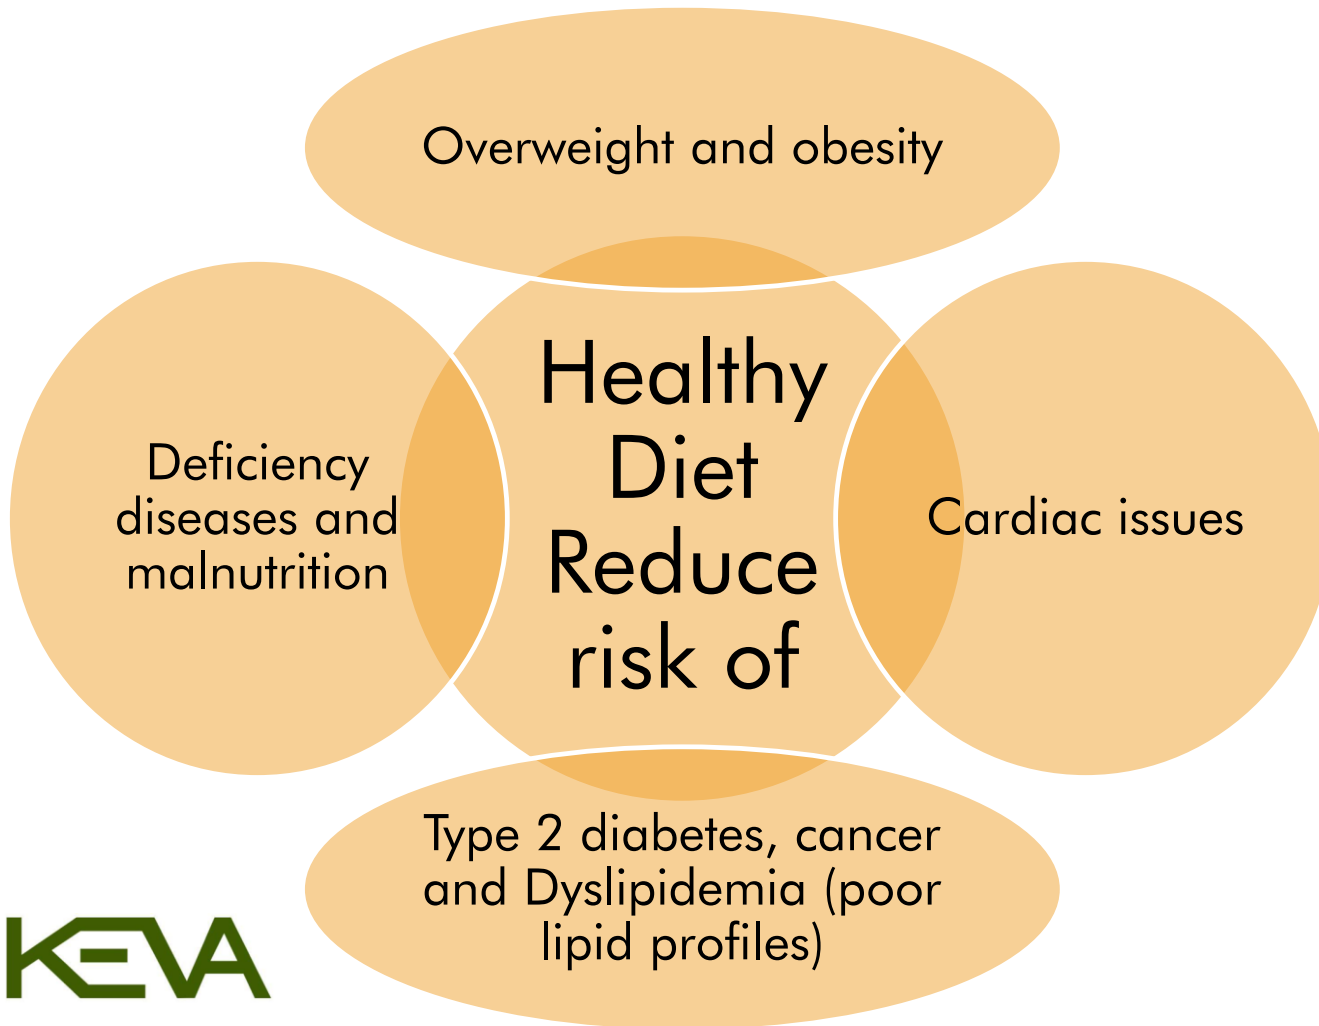 Overweight and obesity
Healthy
Diet
Reduce
risk of
Deficiency
diseases and
malnutrition
Cardiac issues
Type 2 diabetes, cancer
and Dyslipidemia (poor
lipid profiles)
KEVA